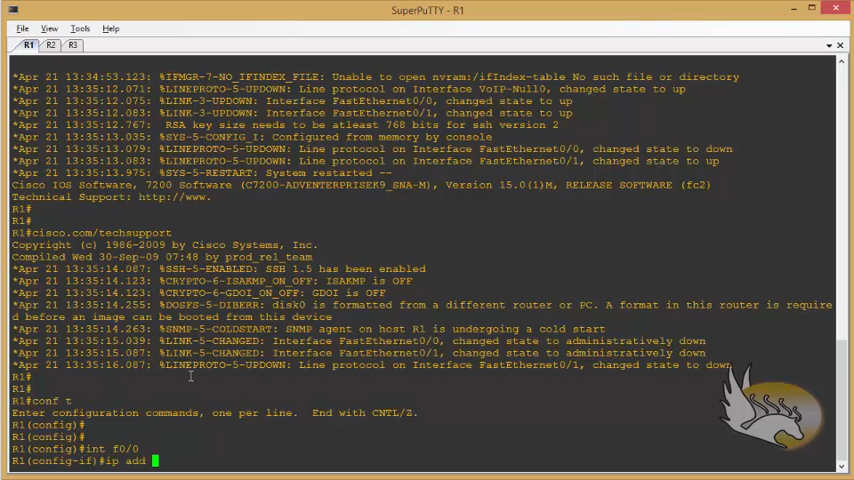 SuperPuTTY - R1
File View Tools Help
R1 R2 R3
*Apr 21 13:34:53.123: %IFMGR-7-NO_IFINDEX_FILE: Unable to open nvram:/ifIndex-table No such file or directory
*Apr 21 13:35:12.071: %LINEPROTO-5-UPDOWN: Line protocol on Interface VoIP-Null0, changed state to up
*Apr 21 13:35:12.075: %LINK-3-UPDOWN: Interface FastEthernet0/0, changed state to up
*Apr 21 13:35:12.083: %LINK-3-UPDOWN: Interface FastEthernet0/1, changed state to up
*Apr 21 13:35:12.767:  RSA key size needs to be atleast 768 bits for ssh version 2
*Apr 21 13:35:13.035: %SYS-5-CONFIG_I: Configured from memory by console
*Apr 21 13:35:13.079: %LINEPROTO-5-UPDOWN: Line protocol on Interface FastEthernet0/0, changed state to down
*Apr 21 13:35:13.079: %LINEPROTO-5-UPDOWN: Line protocol on Interface FastEthernet0/1, changed state to up
*Apr 21 13:35:13.975: %SYS-5-RESTART: System restarted --
Cisco IOS Software, 7200 Software (C7200-ADVENTERPRISEK9_SNA-M), Version 15.0(1)M, RELEASE SOFTWARE (fc2)
Technical Support: http://www.
R1#
R1#
R1#cisco.com/techsupport
Copyright (c) 1986-2009 by Cisco Systems, Inc.
Compiled Wed 30-Sep-09 07:48 by prod_rel_team
*Apr 21 13:35:14.087: %SSH-5-ENABLED: SSH 1.5 has been enabled
*Apr 21 13:35:14.123: %CRYPTO-6-ISAKMP_ON_OFF: ISAKMP is OFF
*Apr 21 13:35:14.123: %CRYPTO-6-GDOI_ON_OFF: GDOI is OFF
*Apr 21 13:35:14.255: %DOSFS-5-DIBERR: disk0 is formatted from a different router or PC. A format in this router is require
d before an image can be booted from this device
*Apr 21 13:35:14.263: %SNMP-5-COLDSTART: SNMP agent on host R1 is undergoing a cold start
*Apr 21 13:35:15.039: %LINK-5-CHANGED: Interface FastEthernet0/0, changed state to administratively down
*Apr 21 13:35:15.087: %LINK-5-CHANGED: Interface FastEthernet0/1, changed state to administratively down
*Apr 21 13:35:16.087: %LINEPROTO-5-UPDOWN: Line protocol on Interface FastEthernet0/1, changed state to down
R1#
R1#
R1#conf t
Enter configuration commands, one per line.  End with CNTL/Z.
R1(config)#
R1(config)#
R1(config)#int f0/0
R1(config-if)#ip add